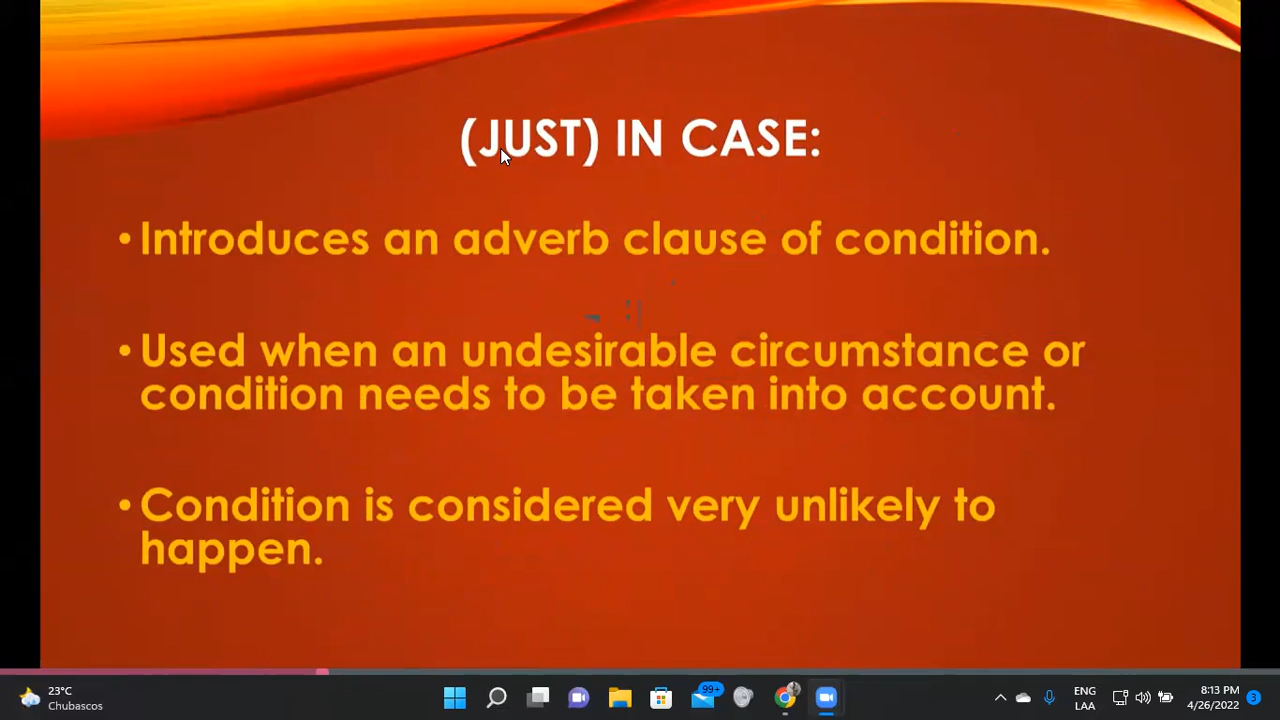 (JUST) IN CASE:
• Introduces an adverb clause of condition.
• Used when an undesirable circumstance or
condition needs to be taken into account.
• Condition is considered very unlikely to
happen.
23°C
Chubascos
99+
ENG
LAA
8:13 PM
4/26/2022
3